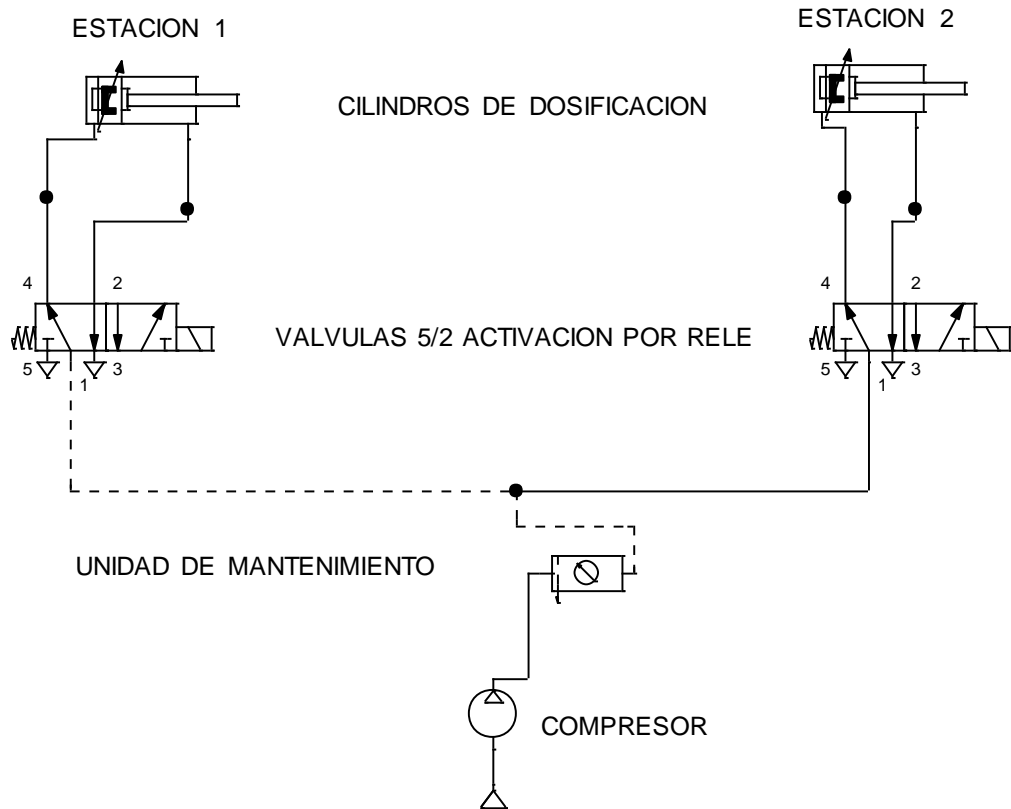 ESTACION 1
ESTACION 2
CILINDROS DE DOSIFICACION
4 2
4 2
VALVULAS 5/2 ACTIVACION POR RELE
5 1 3
5 1 3
UNIDAD DE MANTENIMIENTO
COMPRESOR